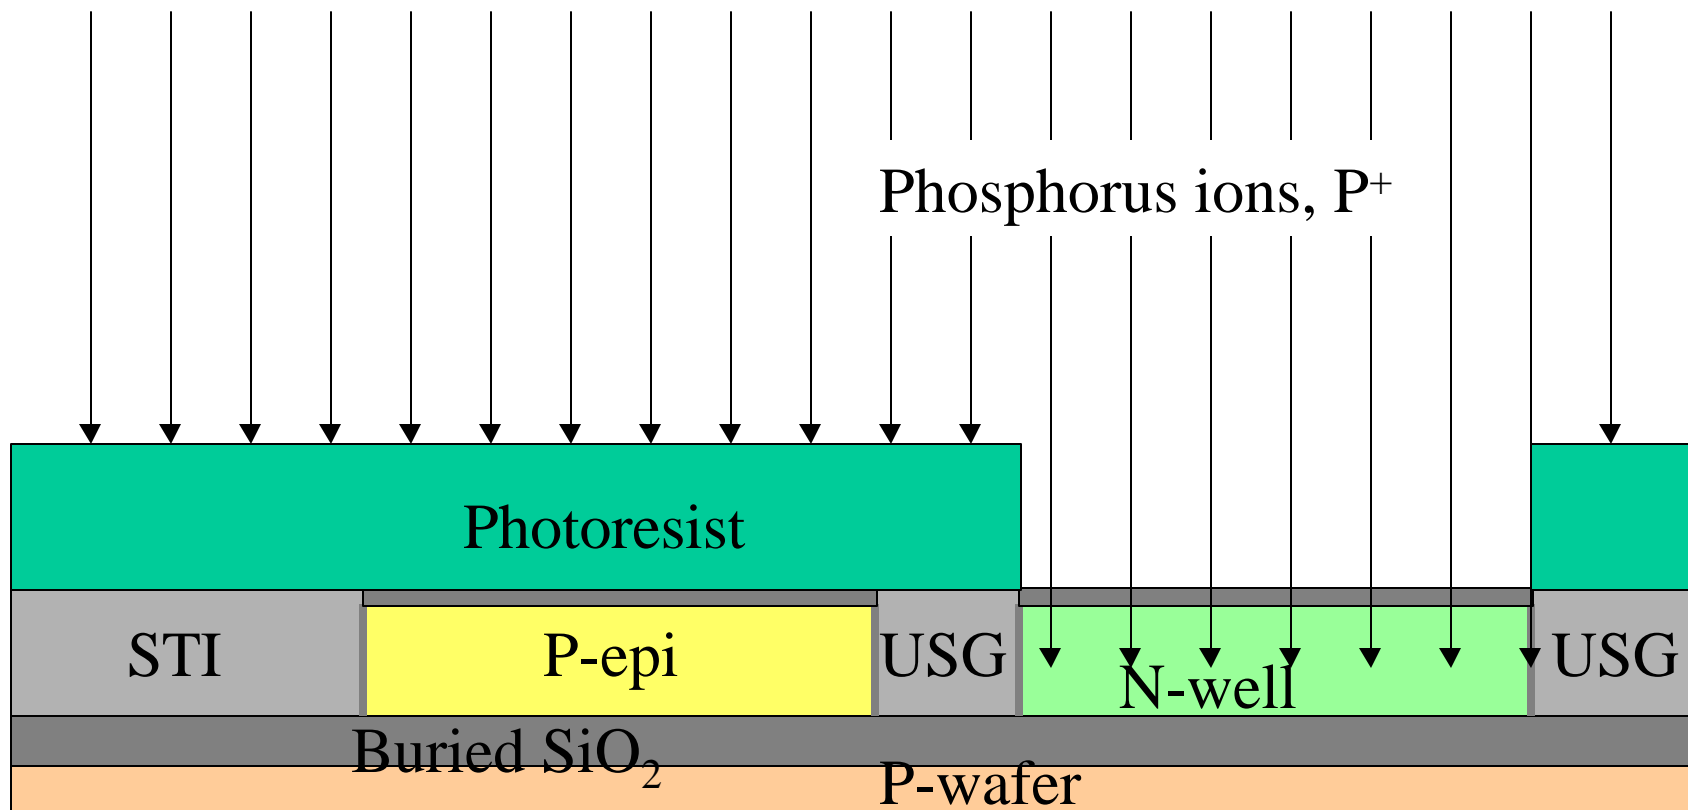 Phosphorus ions, P⁺
Photoresist
STI
P-epi
USG
N-well
USG
Buried SiO₂
P-wafer